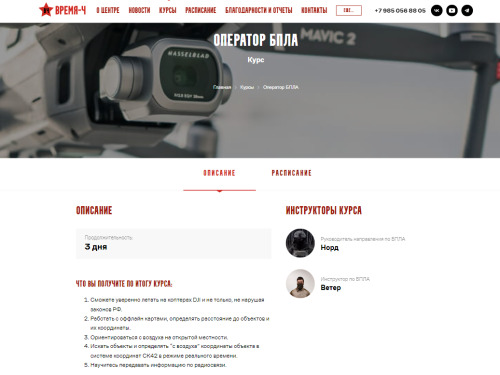 ВРЕМЯ-Ч О ЦЕНТРЕ НОВОСТИ КУРСЫ РАСПИСАНИЕ БЛАГОДАРНОСТИ И ОТЧЕТЫ КОНТАКТЫ +7 985 056 88 05
MAVIC 2
HASSELBLAD
ОПЕРАТОР БПЛА
Курс
Главная Курсы Оператор БПЛА
ОПИСАНИЕ РАСПИСАНИЕ
ОПИСАНИЕ
Продолжительность
3 дня
ЧТО ВЫ ПОЛУЧИТЕ ПО ИТОГУ КУРСА:
1. Сможете уверенно летать на коптерах DJI и не только, не нарушая
законов РФ.
2. Работать с оффлайн картами, определять расстояние до объектов и
их координаты.
3. Ориентироваться с воздуха на открытой местности.
4. Искать объекты и определять "с воздуха" координаты объекта в
системе координат СК42 в режиме реального времени.
5. Научитесь передавать информацию по радиосвязи.
ИНСТРУКТОРЫ КУРСА
Руководитель направления по БПЛА
Норд
Инструктор по БПЛА
Ветер